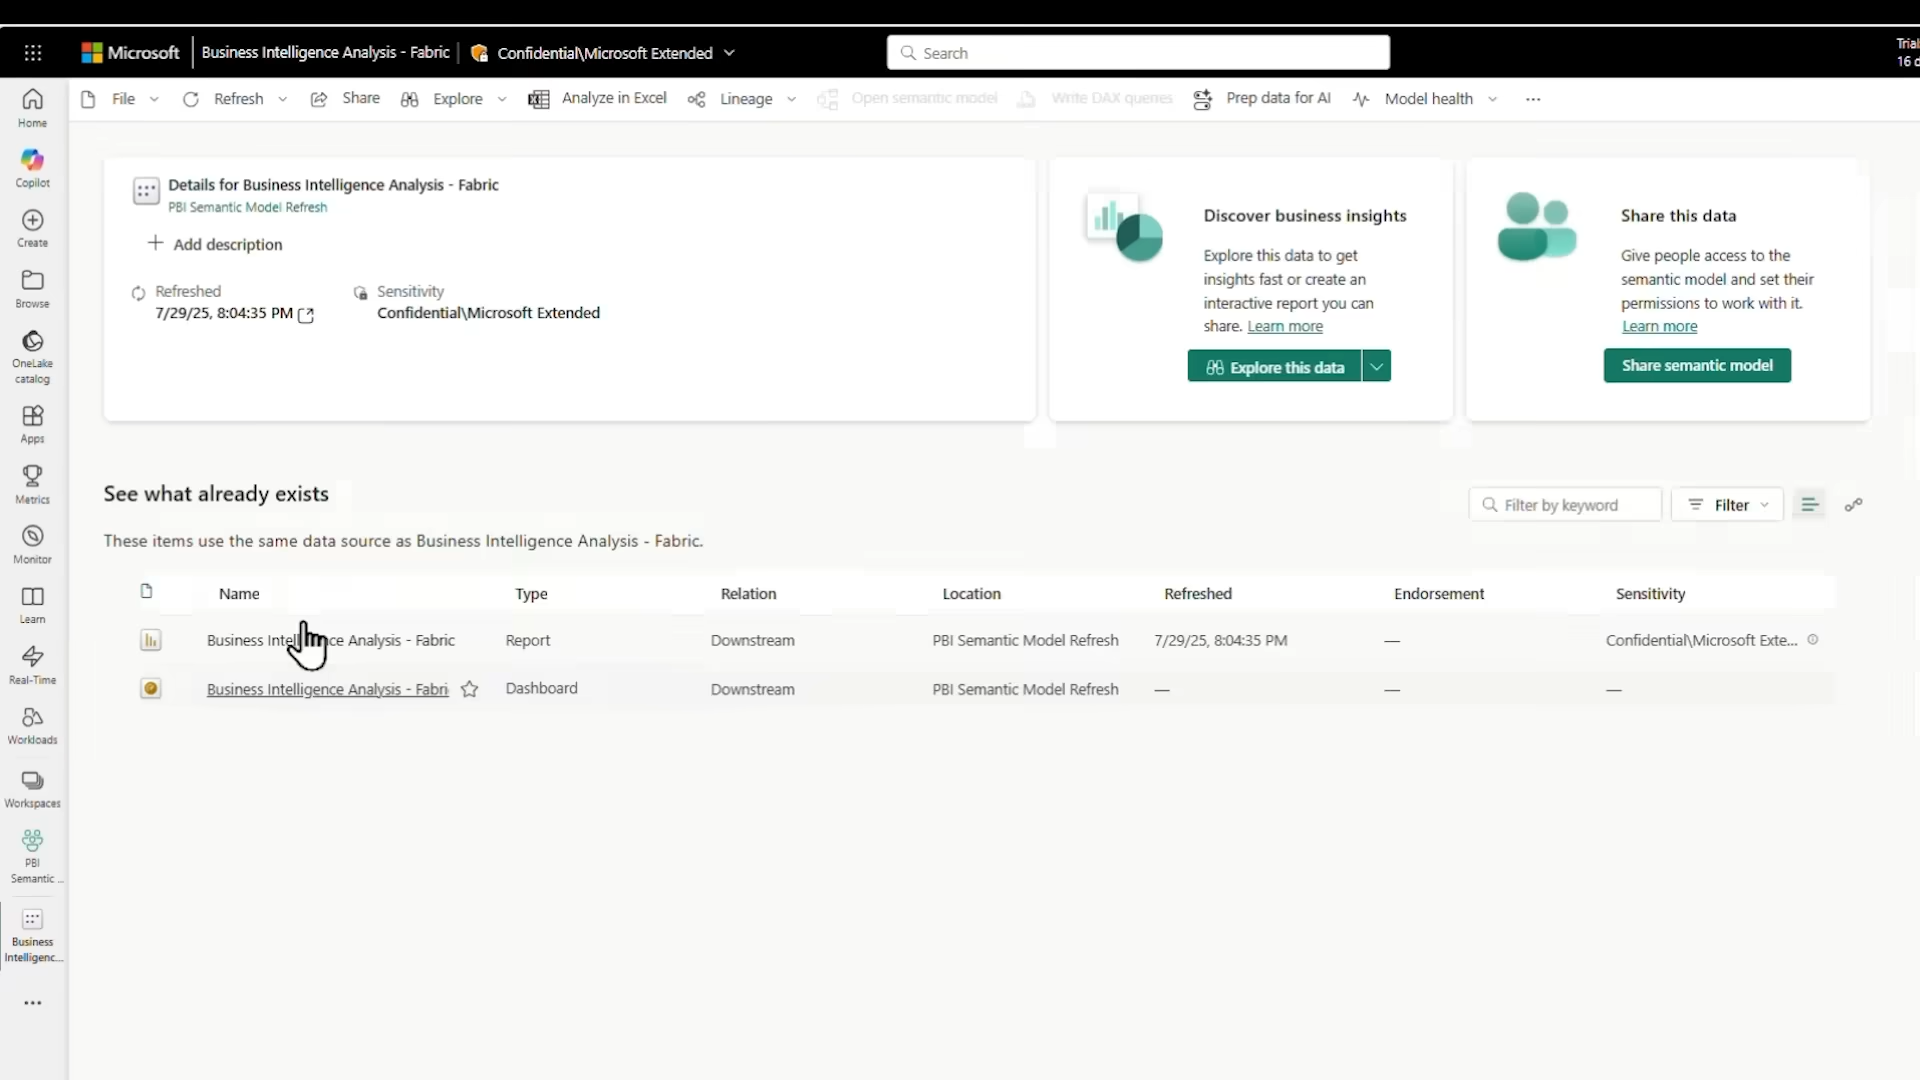 Microsoft
Business Intelligence Analysis - Fabric
Confidential\Microsoft Extended
Search
Trial
16 d
File
Refresh
Share
Explore
Analyze in Excel
Lineage
Open semantic model
Write DAX queries
Prep data for AI
Model health
Home
Copilot
Create
Browse
OneLake
catalog
Apps
Metrics
Monitor
Learn
Real-Time
Workloads
Workspaces
PBI
Semantic ...
Business
Intelligenc...
Details for Business Intelligence Analysis - Fabric
PBI Semantic Model Refresh
Add description
Refreshed
7/29/25, 8:04:35 PM
Sensitivity
Confidential\Microsoft Extended
Discover business insights
Explore this data to get
insights fast or create an
interactive report you can
share. Learn more
Explore this data
Share this data
Give people access to the
semantic model and set their
permissions to work with it.
Learn more
Share semantic model
See what already exists
Filter by keyword
Filter
These items use the same data source as Business Intelligence Analysis - Fabric.
Name Type Relation Location Refreshed Endorsement Sensitivity
Business Intelligence Analysis - Fabric Report Downstream PBI Semantic Model Refresh 7/29/25, 8:04:35 PM — Confidential\Microsoft Exte...
Business Intelligence Analysis - Fabri Dashboard Downstream PBI Semantic Model Refresh — — —